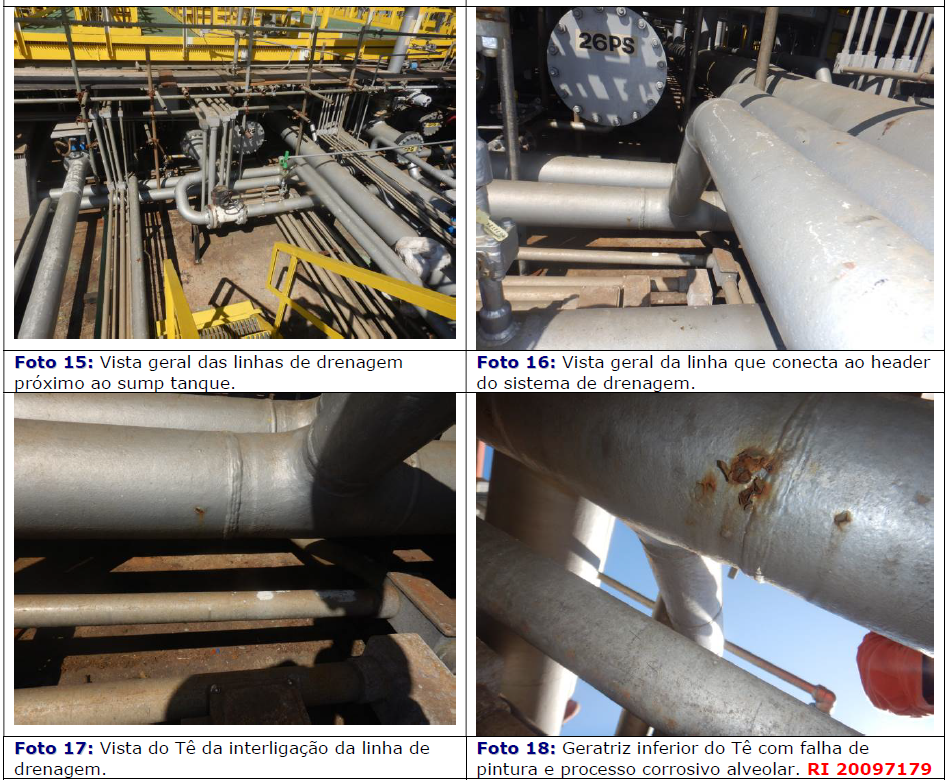 26PS
Foto 15: Vista geral das linhas de drenagem
próximo ao sump tanque.
Foto 16: Vista geral da linha que conecta ao header
do sistema de drenagem.
Foto 17: Vista do Tê da interligação da linha de
drenagem.
Foto 18: Geratriz inferior do Tê com falha de
pintura e processo corrosivo alveolar. RI 20097179